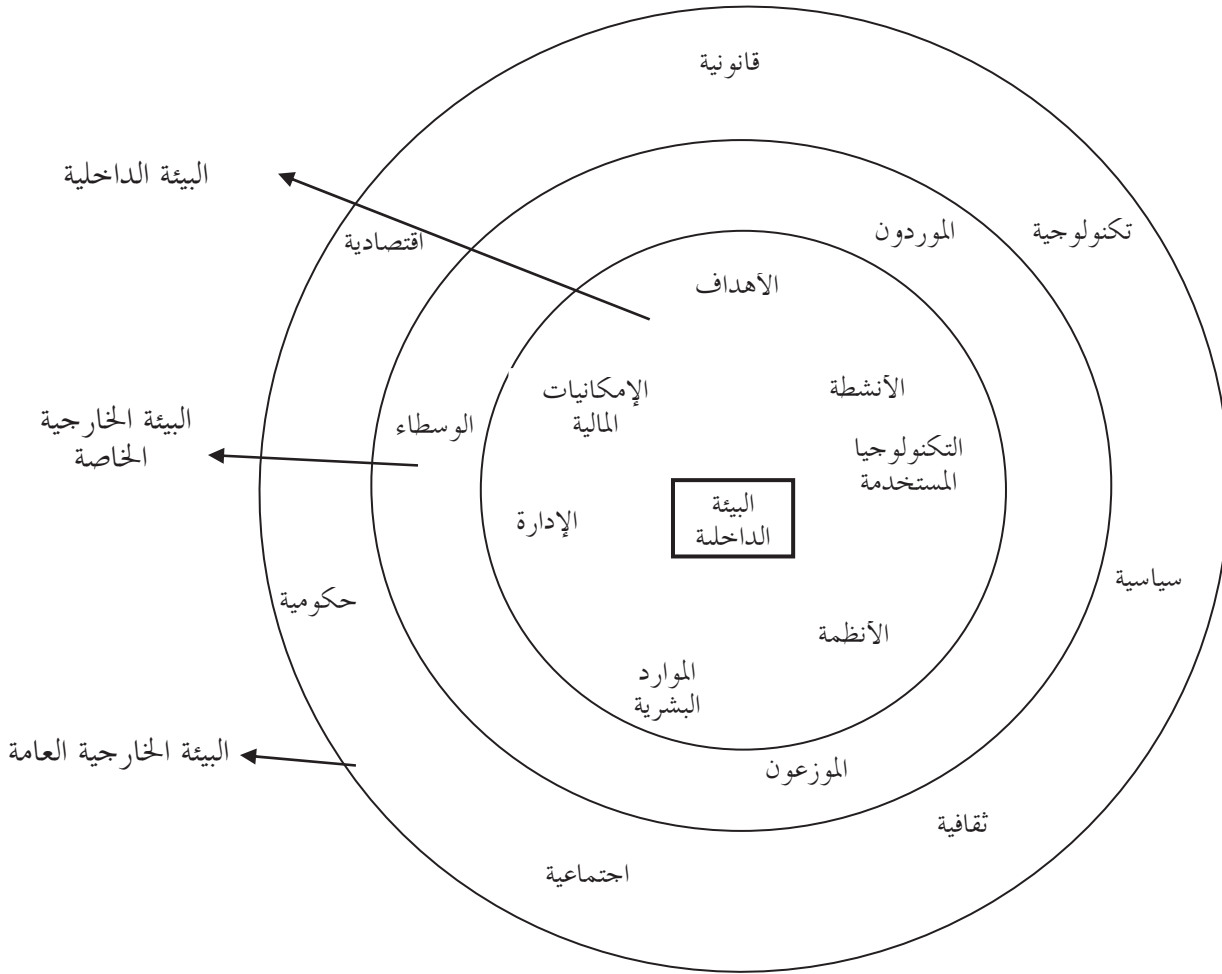 قانونية
تكنولوجية
الموردون
البيئة الداخلية
اقتصادية
الأهداف
الأنشطة
الإمكانيات
المالية
الوسطاء
البيئة الخارجية
الخاصة
التكنولوجيا
المستخدمة
البيئة
الداخلية
الإدارة
سياسية
حكومية
الأنظمة
الموارد
البشرية
البيئة الخارجية العامة
الموزعون
ثقافية
اجتماعية